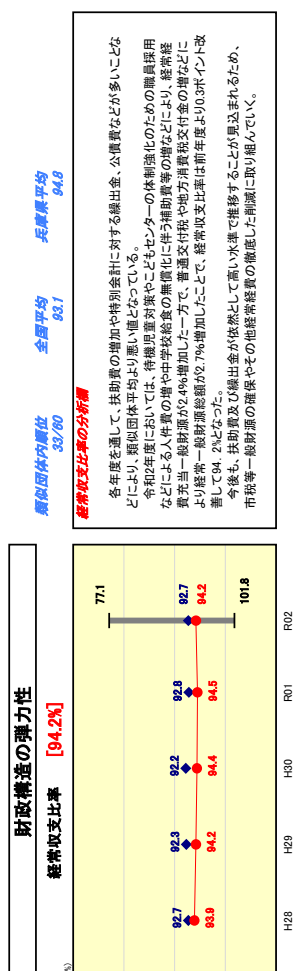 財政構造の弾力性
経常収支比率 [94.2%]
類似団体内順位
33/60
全国平均
93.1
兵庫県平均
94.8
経常収支比率の分析欄
各年度を通して、扶助費の増加や特別会計に対する繰出金、公債費などが多いことな
どにより、類似団体平均より悪い値となっている。
令和2年度においては、待機児童対策やこどもセンターの体制強化のための職員採用
などによる人件費の増や中学校給食の無償化に伴う補助費等の増などにより、経常経
費充当一般財源が2.4%増加した一方で、普通交付税や地方消費税交付金の増などに
より経常一般財源総額が2.7%増加したことで、経常収支比率は前年度より0.3ポイント改
善して94.2%となった。
今後も、扶助費及び繰出金が依然として高い水準で推移することが見込まれるため、
市税等一般財源の確保やその他経常経費の徹底した削減に取り組んでいく。
%)
77.1
92.7
92.3
92.2
92.8
92.7
93.9
94.2
94.4
94.5
94.2
101.8
H28
H29
H30
R01
R02